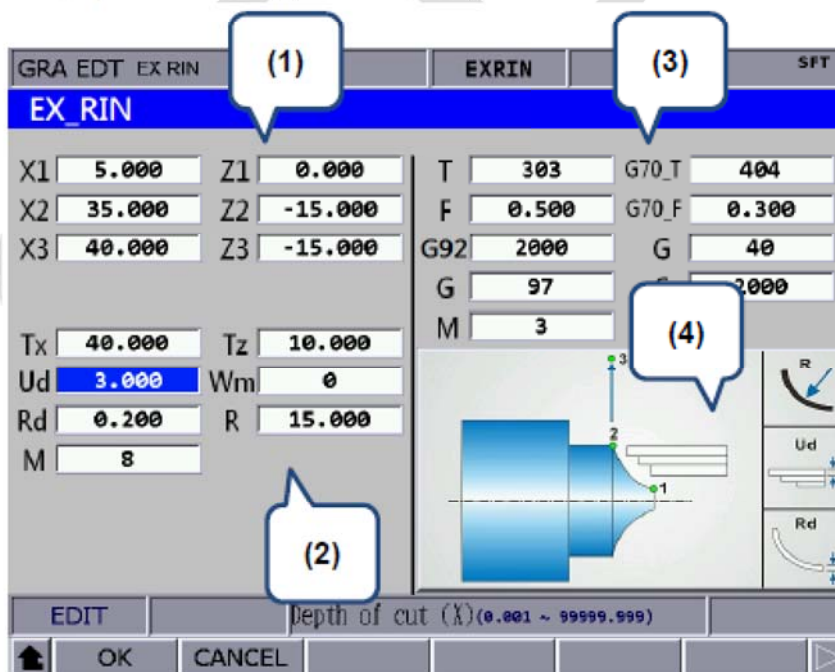 GRA EDT EX RIN (1) EXRIN (3) SFT
EX_RIN
X1 5.000 Z1 0.000 T 303 G70_T 404
X2 35.000 Z2 -15.000 F 0.500 G70_F 0.300
X3 40.000 Z3 -15.000 G92 2000 G 40
G 97 2000
M 3 (4)
Tx 40.000 Tz 10.000
Ud 3.000 Wm 0
Rd 0.200 R 15.000
M 8
(2)
3
2
1
R
Ud
Rd
EDIT Depth of cut (X)(0.001 ~ 99999.999)
OK CANCEL